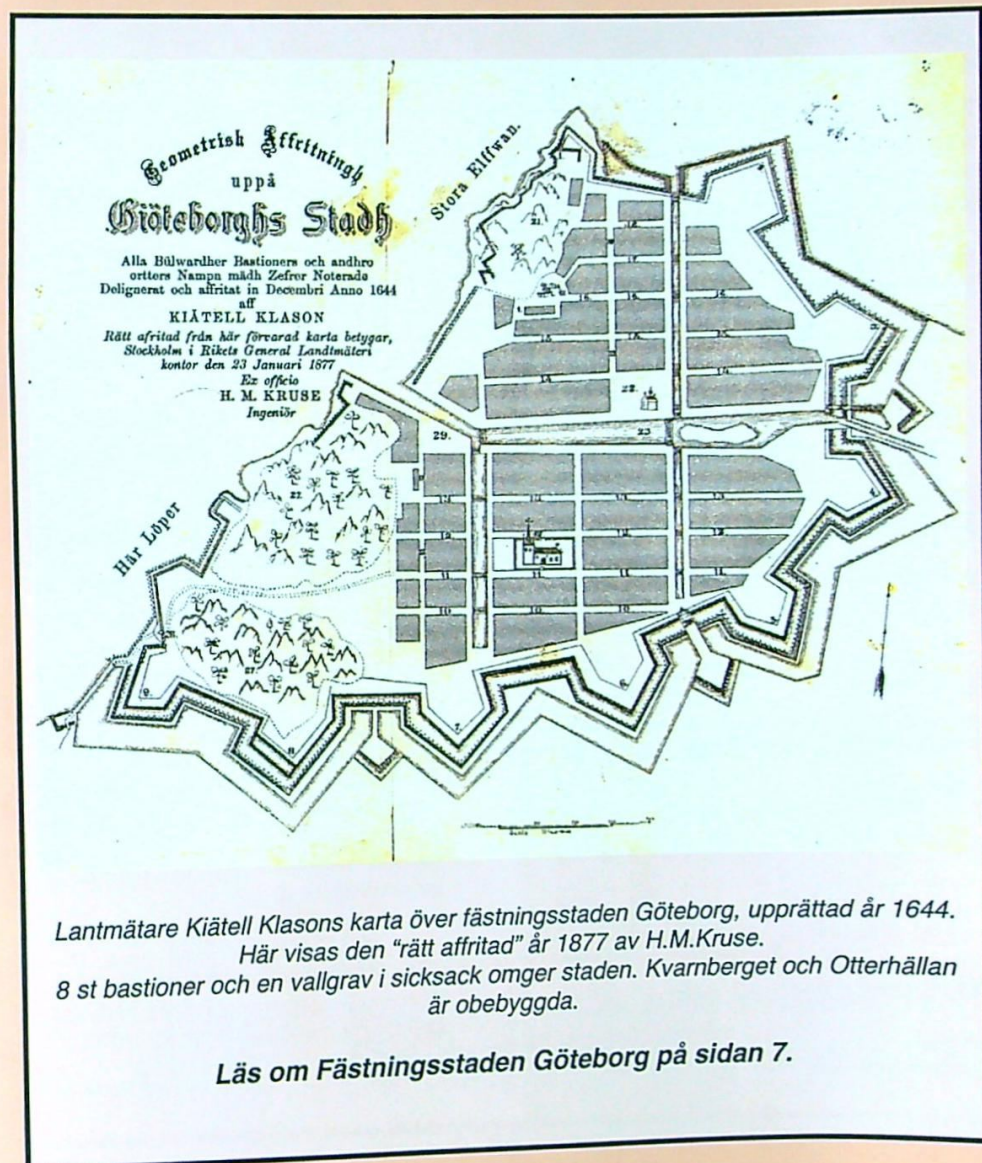 Geometrisk Affritningh
uppå
Giöteborghs Stadh
Alla Bülwardher Bastioners och andhro
ortters Nampn mädh Zefrer Noterade
Delignerat och affritat in Decembri Anno 1644
aff
KIÄTELL KLASON
Rätt afritad från här förvarad karta betygar,
Stockholm i Rikets General Landtmäteri
kontor den 23 Januari 1877
Ex officio
H. M. KRUSE
Ingeniör
Stora Elffwan.
Här Löper
29.
23
Lantmätare Kiätell Klasons karta över fästningsstaden Göteborg, upprättad år 1644.
Här visas den "rätt affritad" år 1877 av H.M.Kruse.
8 st bastioner och en vallgrav i sicksack omger staden. Kvarnberget och Otterhällan
är obebyggda.
Läs om Fästningsstaden Göteborg på sidan 7.